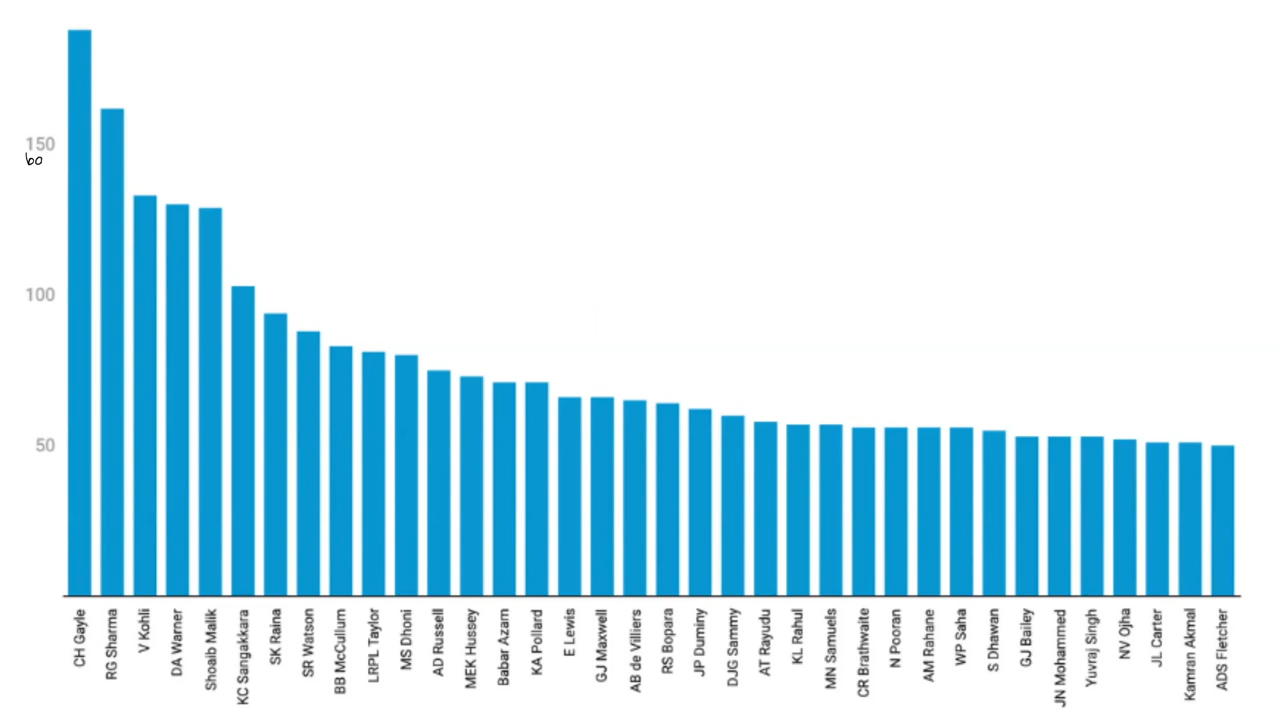 150
60
100
50
CH Gayle
RG Sharma
V Kohli
DA Warner
Shoaib Malik
KC Sangakkara
SK Raina
SR Watson
BB McCullum
LRPL Taylor
MS Dhoni
AD Russell
MEK Hussey
Babar Azam
KA Pollard
E Lewis
GJ Maxwell
AB de Villiers
RS Bopara
JP Duminy
DJG Sammy
AT Rayudu
KL Rahul
MN Samuels
CR Brathwaite
N Pooran
AM Rahane
WP Saha
S Dhawan
GJ Bailey
JN Mohammed
Yuvraj Singh
NV Ojha
JL Carter
Kamran Akmal
ADS Fletcher